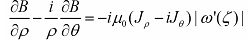 ∂B/∂ρ − i/ρ ∂B/∂θ = −iμ₀(J_ρ − iJ_θ)|ω'(ζ)|